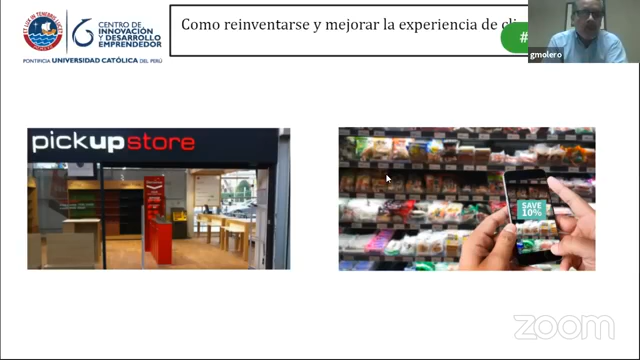 CENTRO DE
INNOVACIÓN
Y DESARROLLO
EMPRENDEDOR
PONTIFICIA UNIVERSIDAD CATÓLICA DEL PERÚ
Como reinventarse y mejorar la experiencia de
#
gmolero
pickupstore
SAVE
10%
zoom